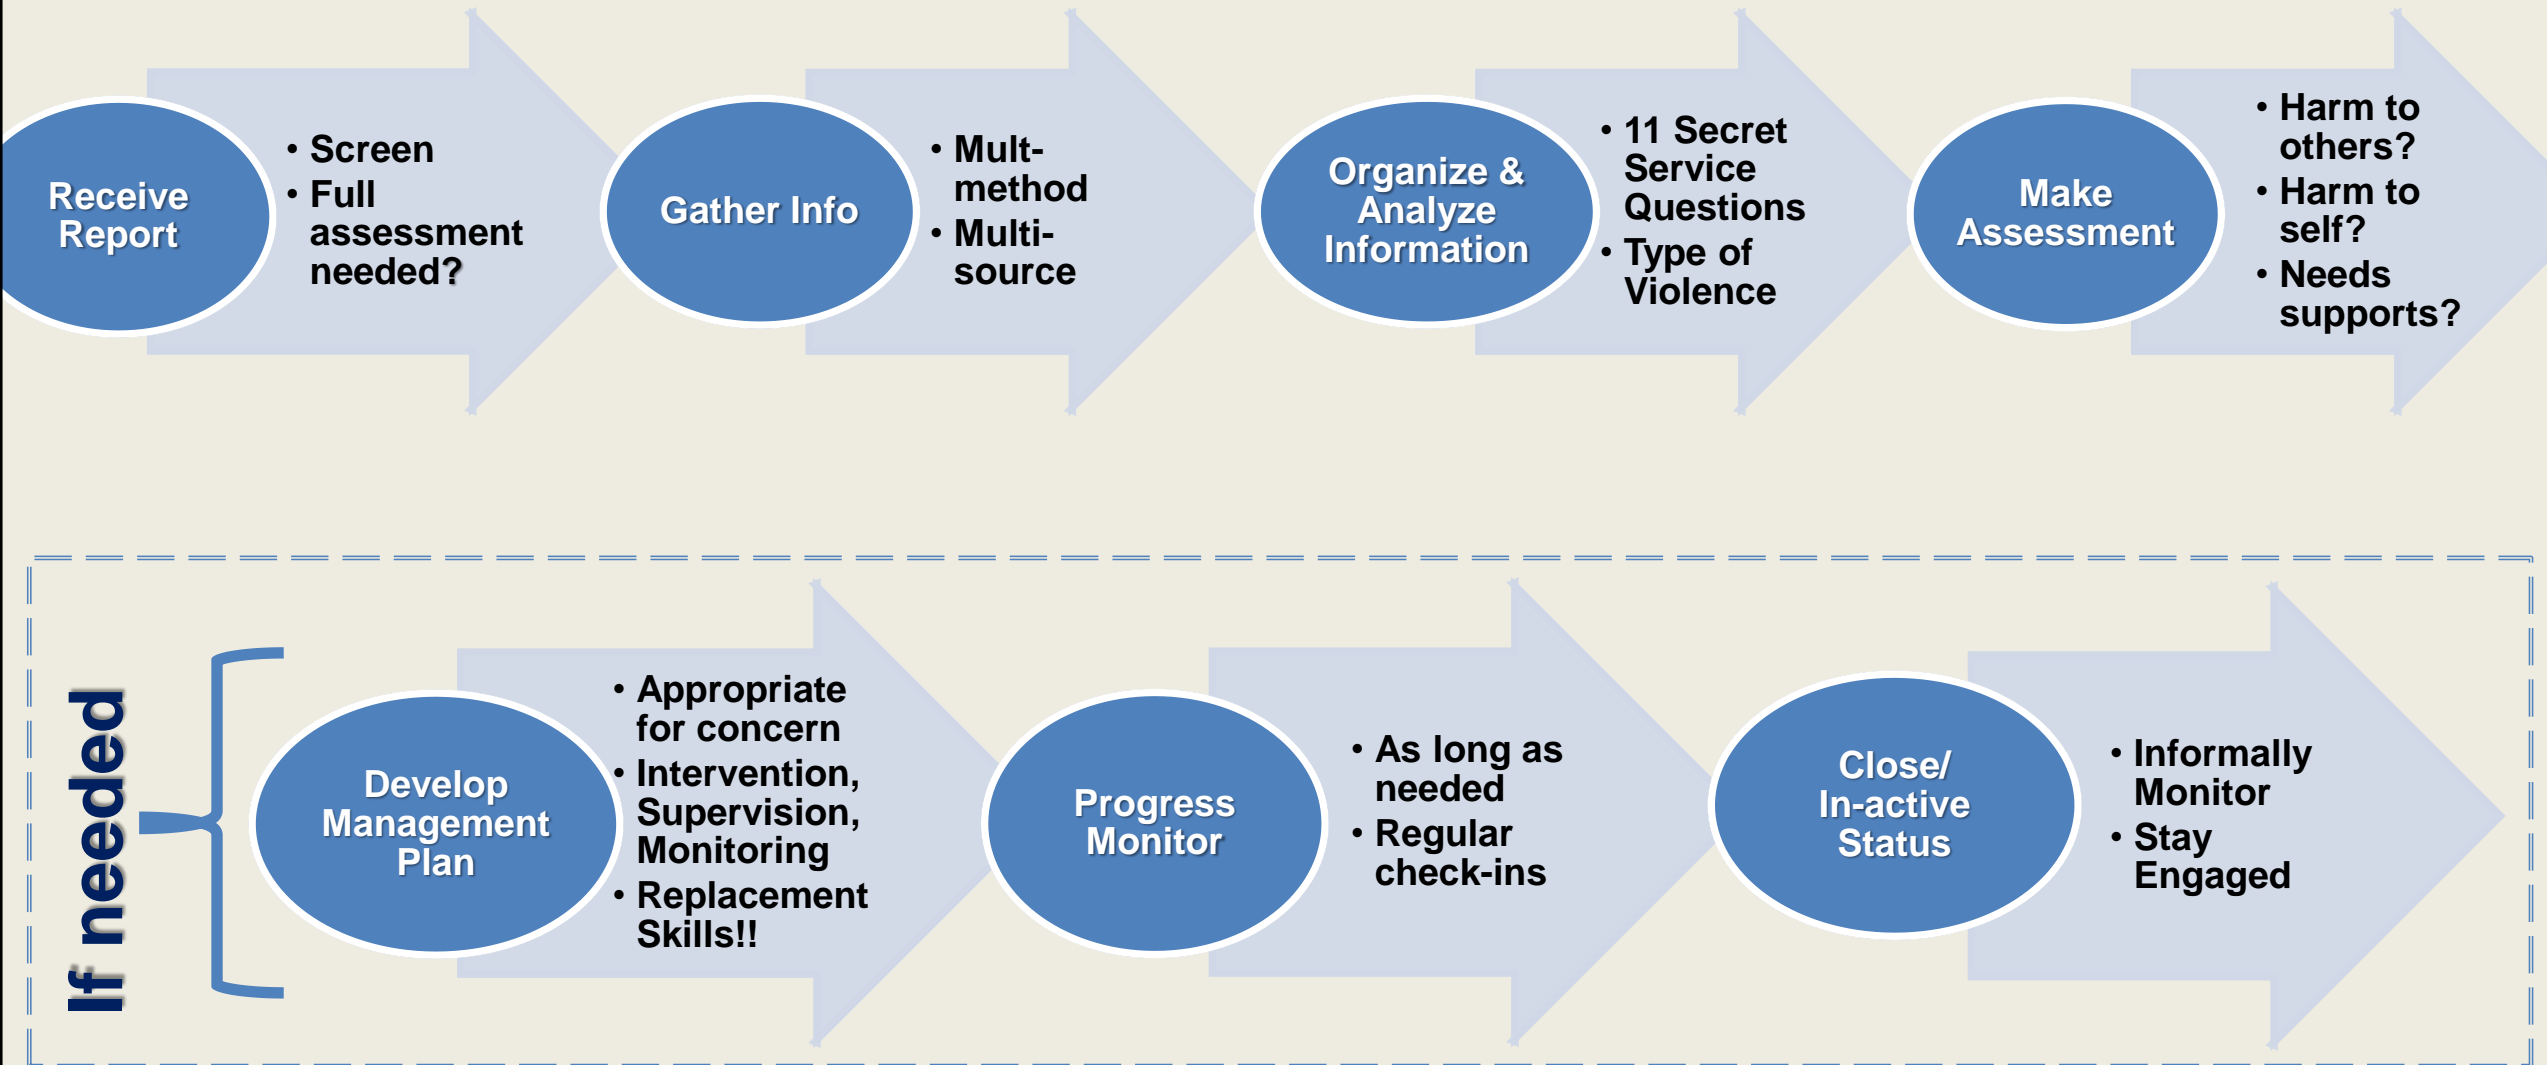 Receive
Report
• Screen
• Full
assessment
needed?
Gather Info
• Mult-
method
• Multi-
source
Organize &
Analyze
Information
• 11 Secret
Service
Questions
• Type of
Violence
Make
Assessment
• Harm to
others?
• Harm to
self?
• Needs
supports?
If needed
Develop
Management
Plan
• Appropriate
for concern
• Intervention,
Supervision,
Monitoring
• Replacement
Skills!!
Progress
Monitor
• As long as
needed
• Regular
check-ins
Close/
In-active
Status
• Informally
Monitor
• Stay
Engaged